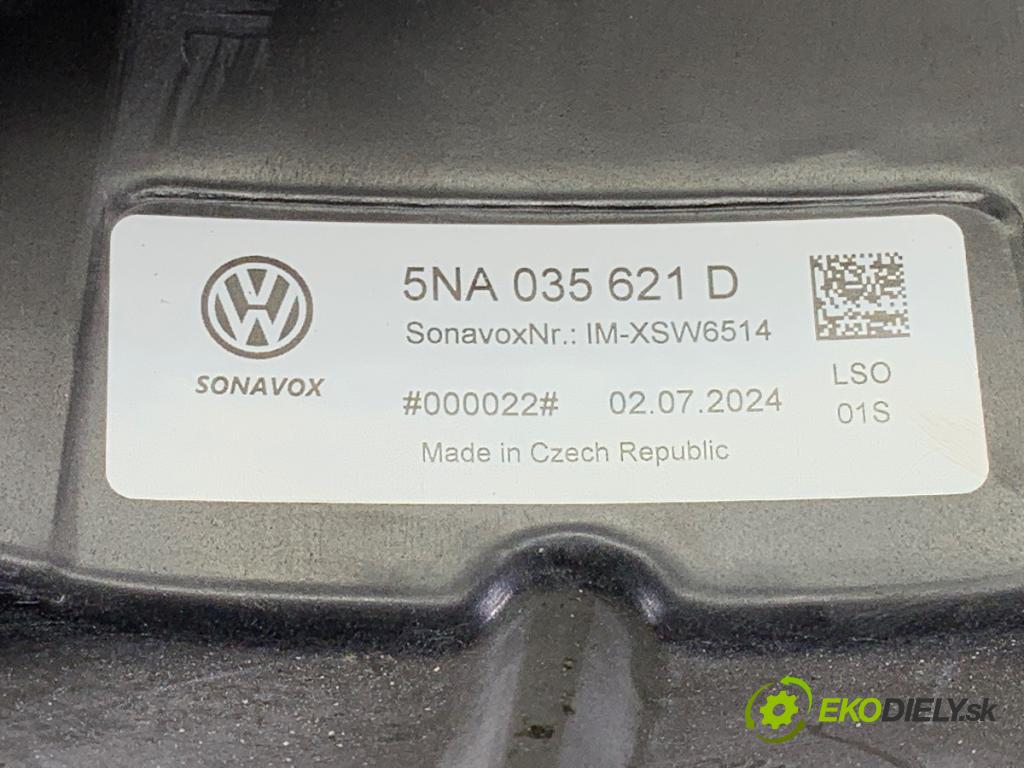 5NA 035 621 D
SonavoxNr.: IM-XSW6514
SONAVOX
#000022# 02.07.2024
LSO
01S
Made in Czech Republic
EKODIELY.sk